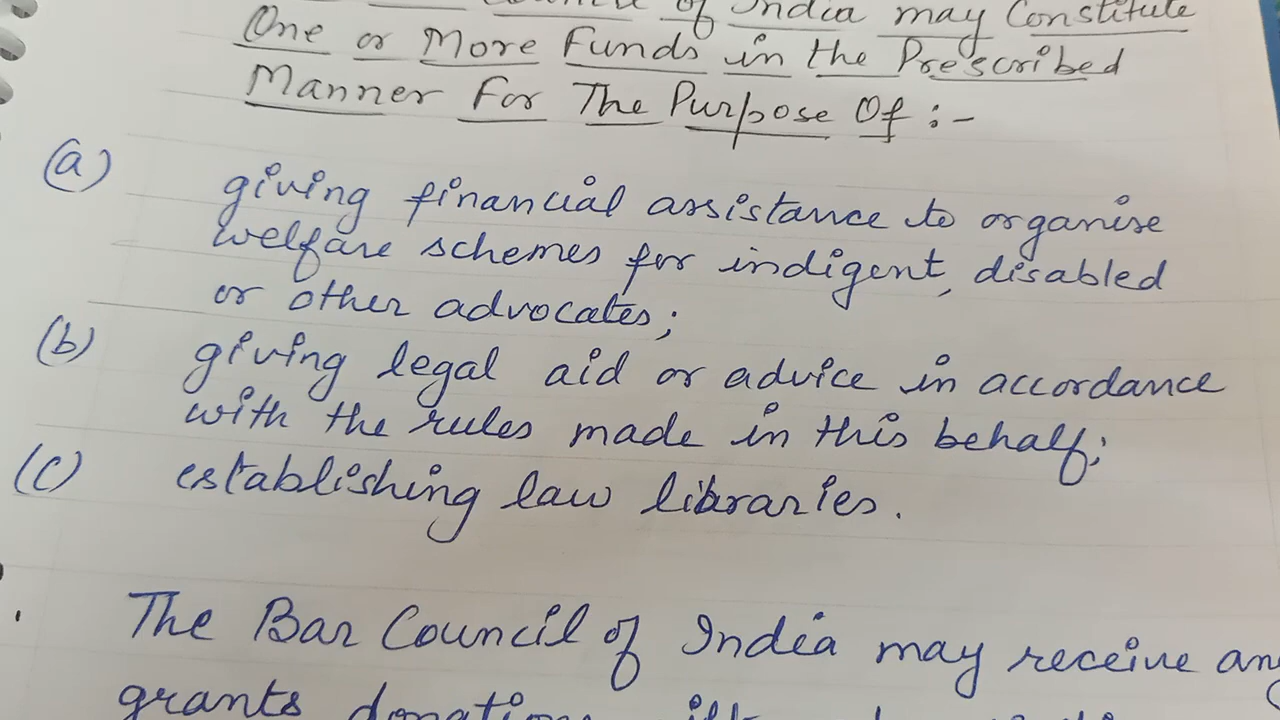 of India may Constitute
One or More Funds in the Prescribed
Manner For The Purpose Of :-
(a) giving financial assistance to organise
welfare schemes for indigent, disabled
or other advocates;
(b) giving legal aid or advice in accordance
with the rules made in this behalf;
(c) establishing law libraries.
The Bar Council of India may receive any
grants donations